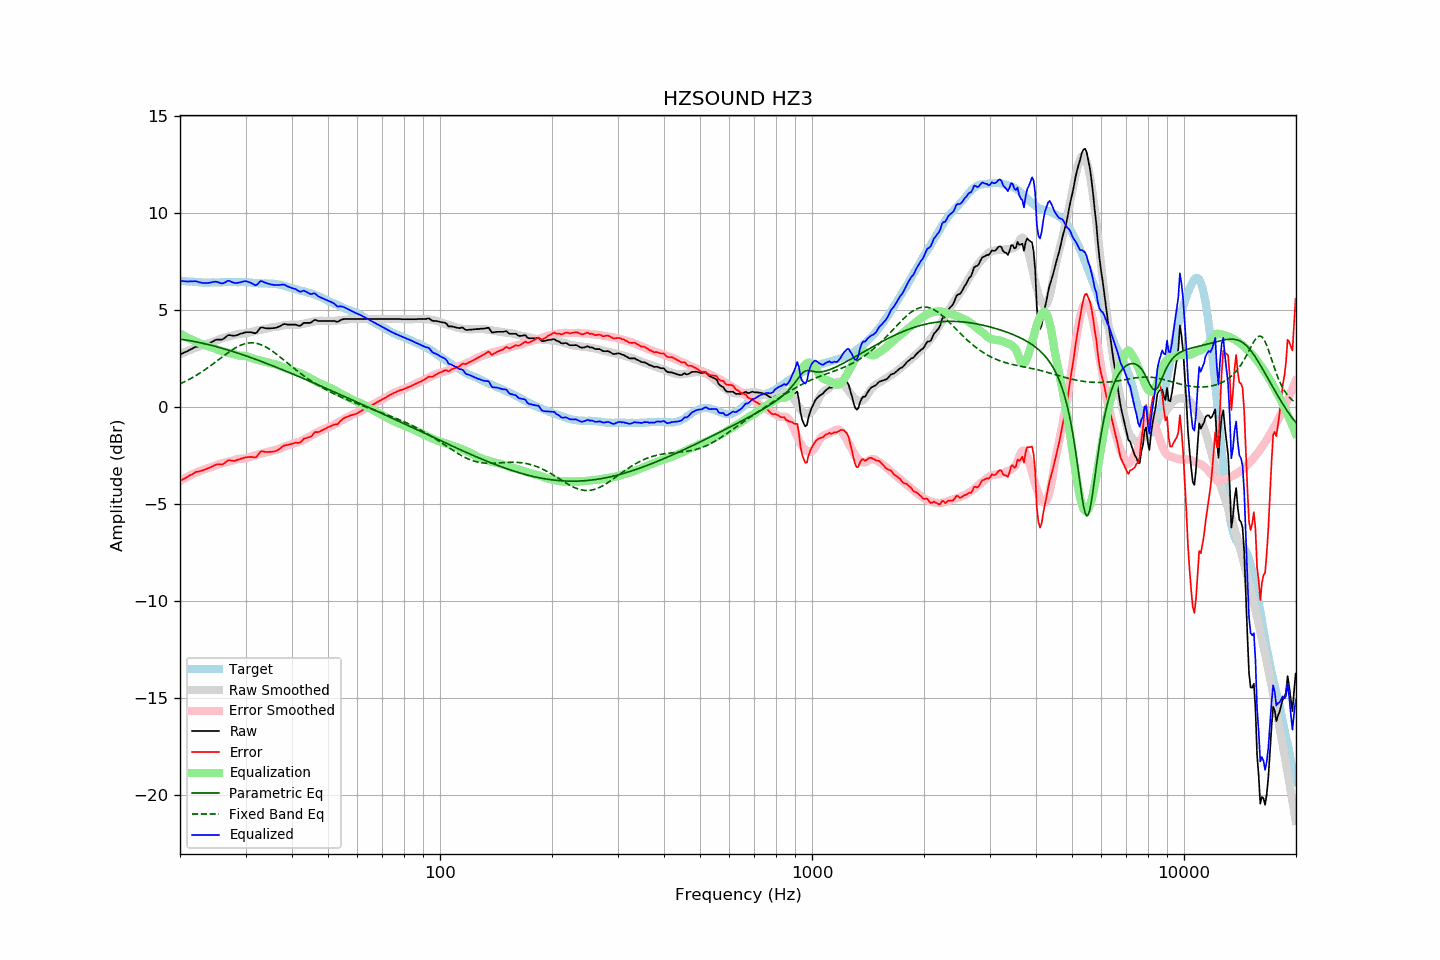 HZSOUND HZ3
15
10
5
0
−5
−10
−15
−20
Amplitude (dBr)
Target
Raw Smoothed
Error Smoothed
Raw
Error
Equalization
Parametric Eq
Fixed Band Eq
Equalized
100
1000
10000
Frequency (Hz)